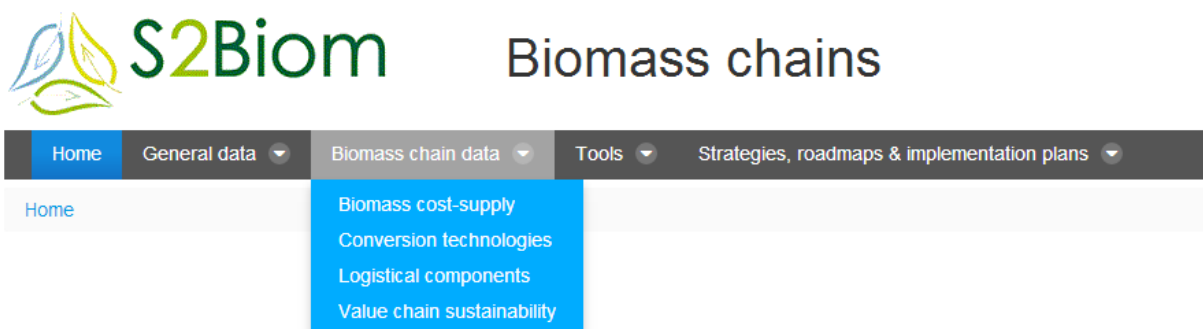 S2Biom
Biomass chains
Home General data Biomass chain data Tools Strategies, roadmaps & implementation plans
Home
Biomass cost-supply
Conversion technologies
Logistical components
Value chain sustainability